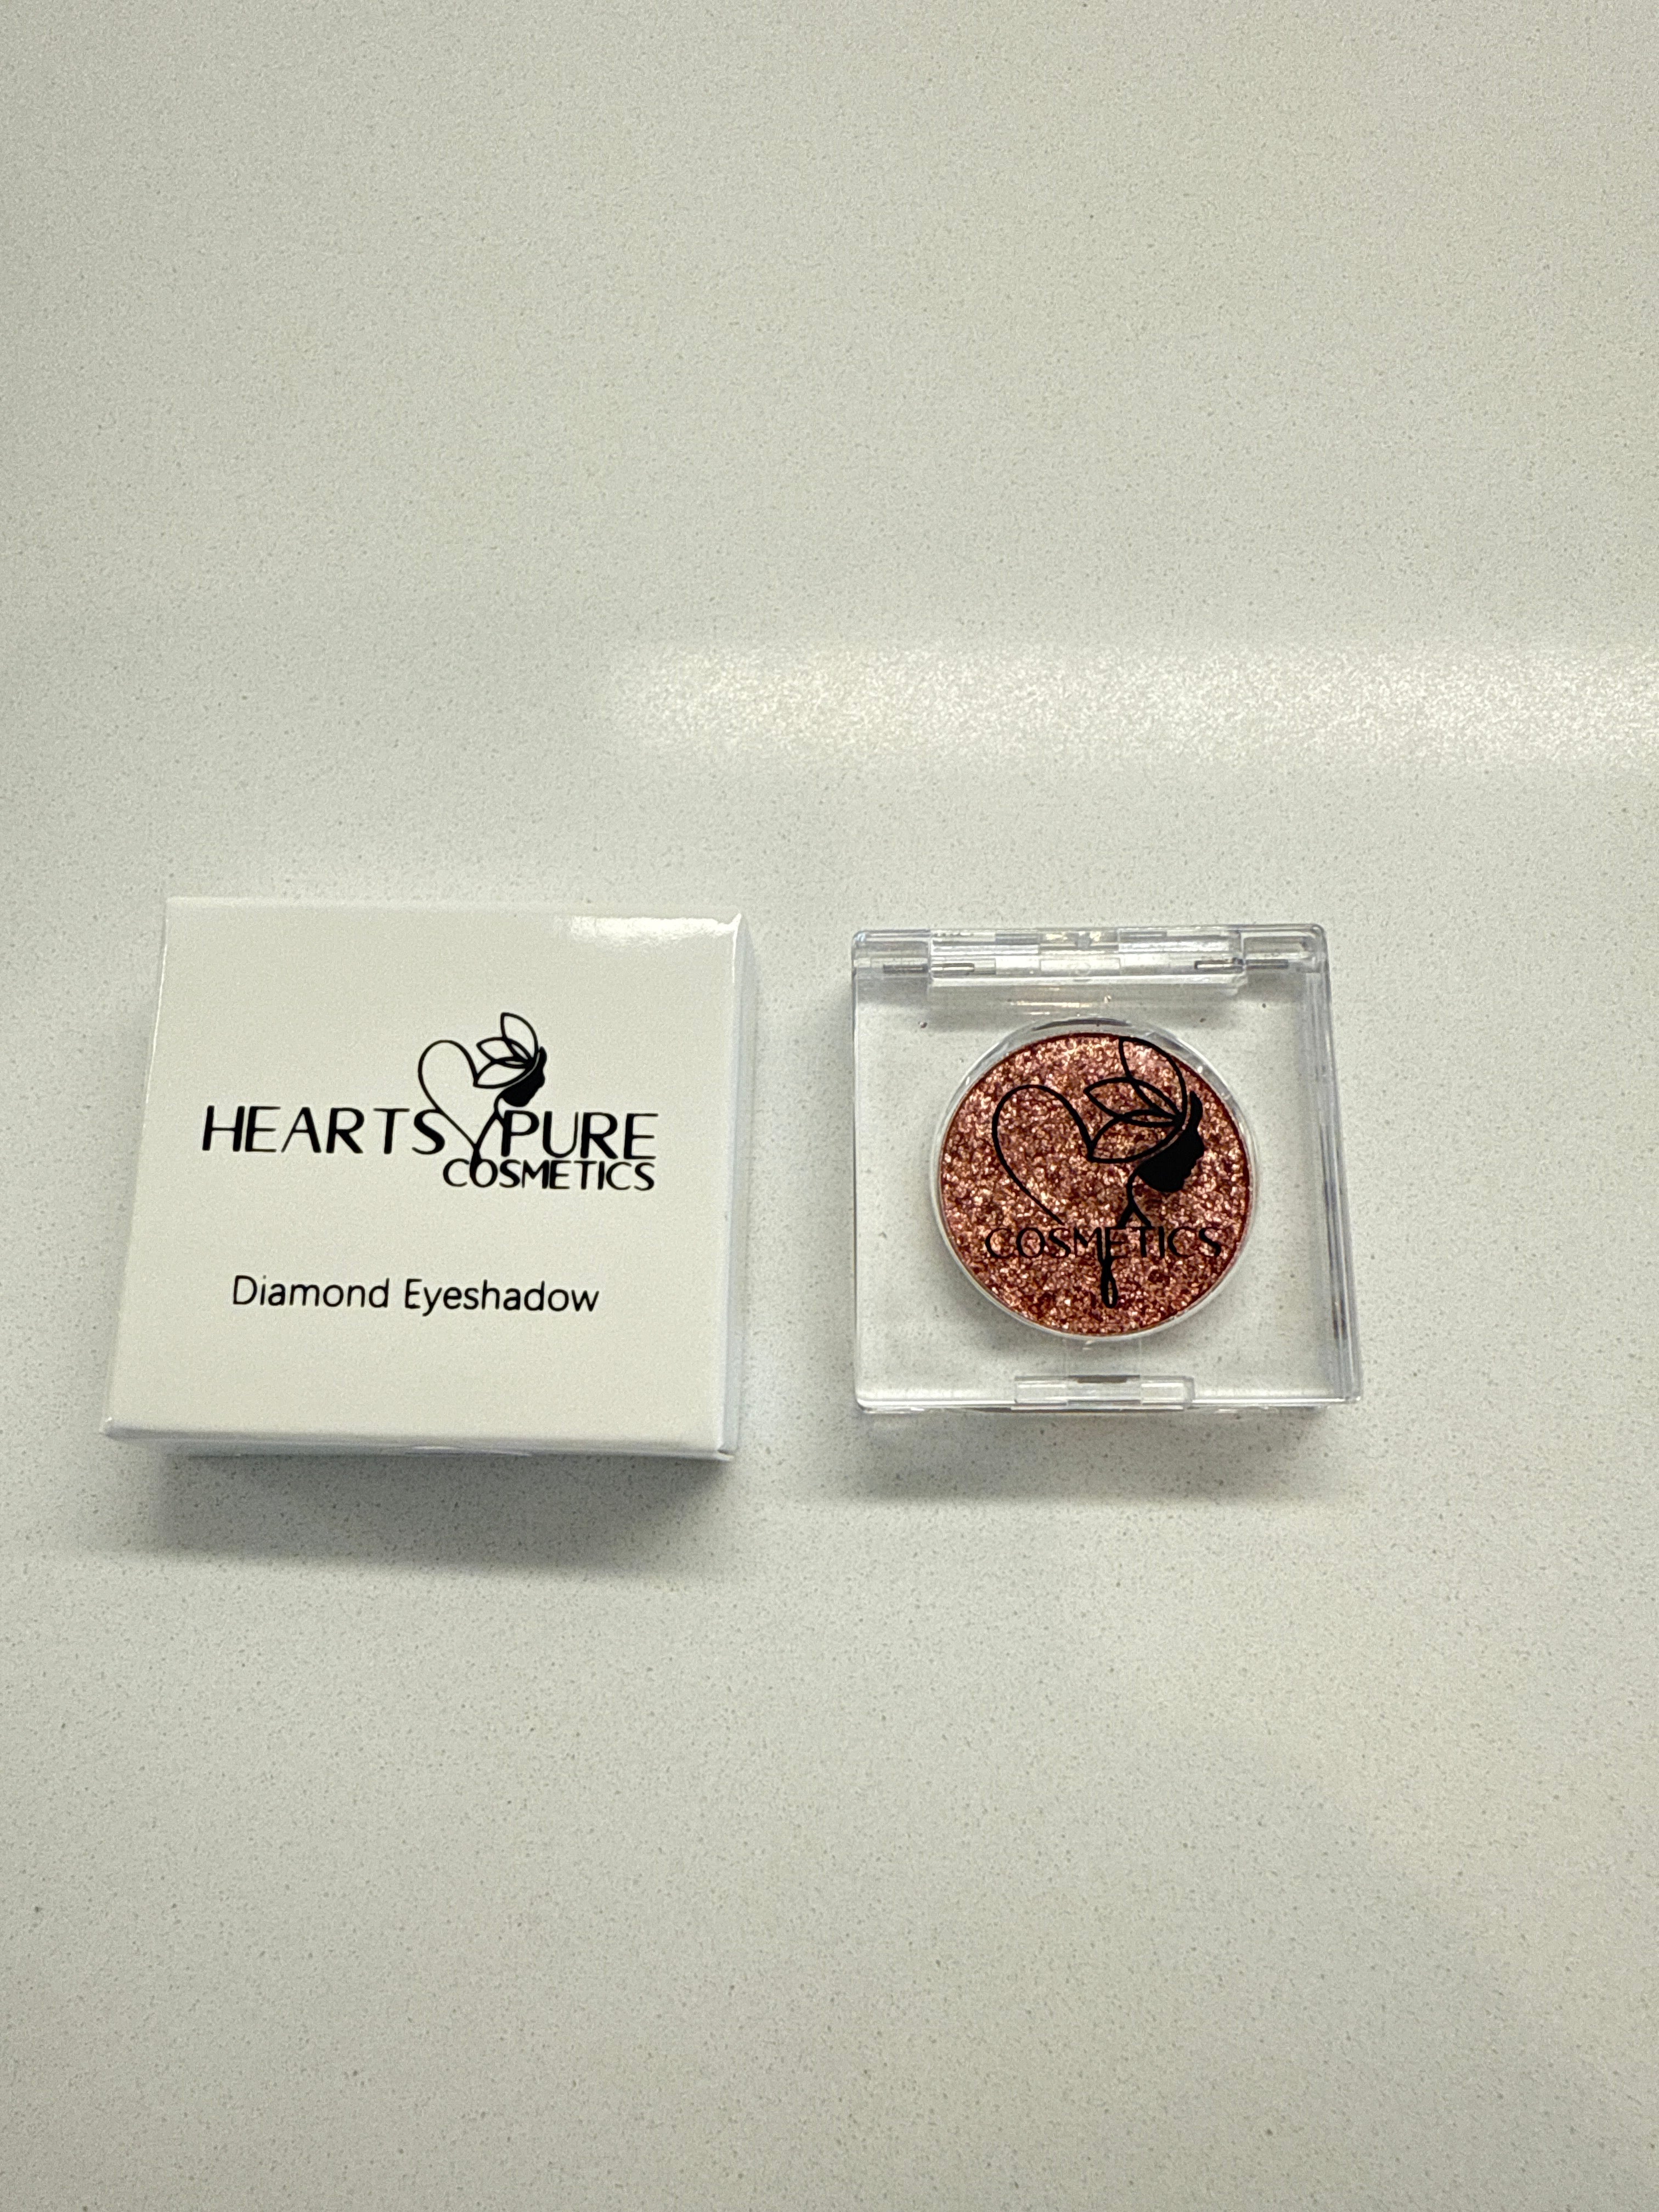 HEARTS PURE
COSMETICS
Diamond Eyeshadow
COSMETICS